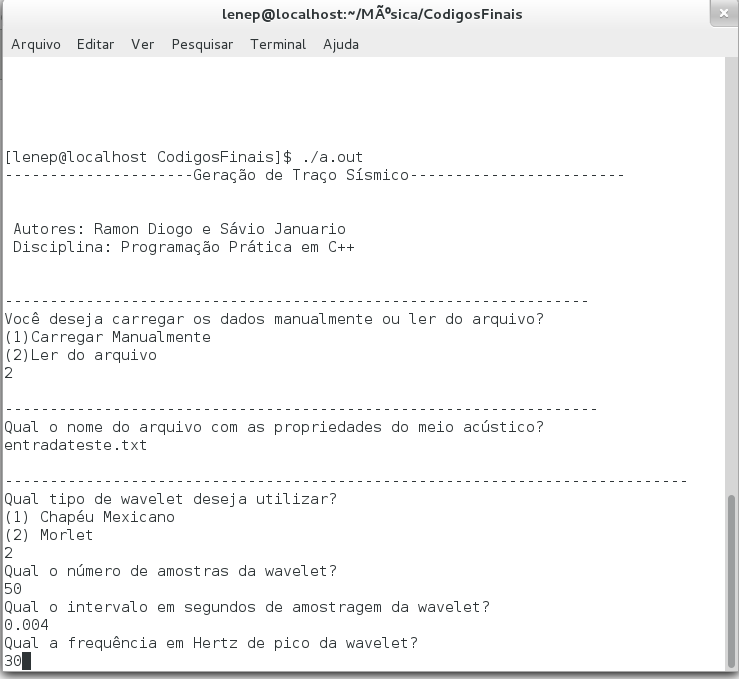 lenep@localhost:~/MÃºsica/CodigosFinais
Arquivo Editar Ver Pesquisar Terminal Ajuda
[lenep@localhost CodigosFinais]$ ./a.out
---------------------Geração de Traço Sísmico------------------------
Autores: Ramon Diogo e Sávio Januario
Disciplina: Programação Prática em C++
-----------------------------------------------------------------
Você deseja carregar os dados manualmente ou ler do arquivo?
(1)Carregar Manualmente
(2)Ler do arquivo
2
------------------------------------------------------------------
Qual o nome do arquivo com as propriedades do meio acústico?
entradateste.txt
----------------------------------------------------------------------------
Qual tipo de wavelet deseja utilizar?
(1) Chapéu Mexicano
(2) Morlet
2
Qual o número de amostras da wavelet?
50
Qual o intervalo em segundos de amostragem da wavelet?
0.004
Qual a frequência em Hertz de pico da wavelet?
30